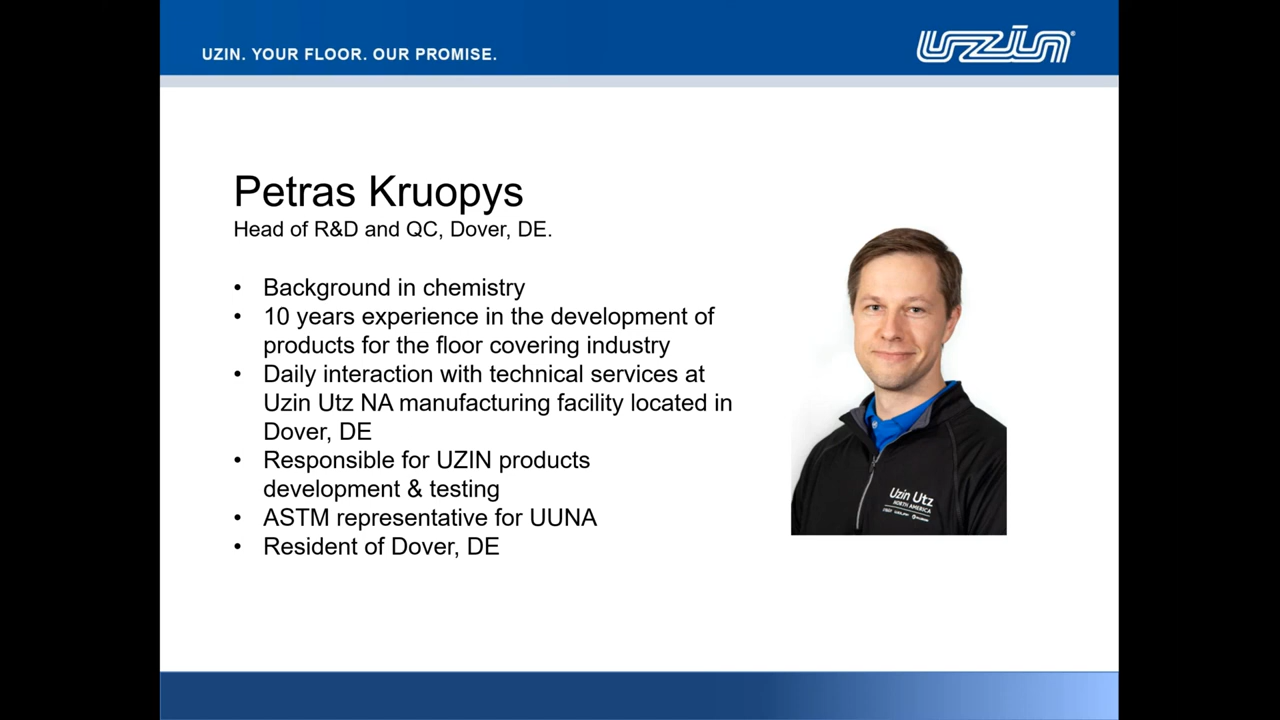 UZIN. YOUR FLOOR. OUR PROMISE.
uzin®
Petras Kruopys
Head of R&D and QC, Dover, DE.
• Background in chemistry
• 10 years experience in the development of
products for the floor covering industry
• Daily interaction with technical services at
Uzin Utz NA manufacturing facility located in
Dover, DE
• Responsible for UZIN products
development & testing
• ASTM representative for UUNA
• Resident of Dover, DE
Uzin Utz
NORTH AMERICA